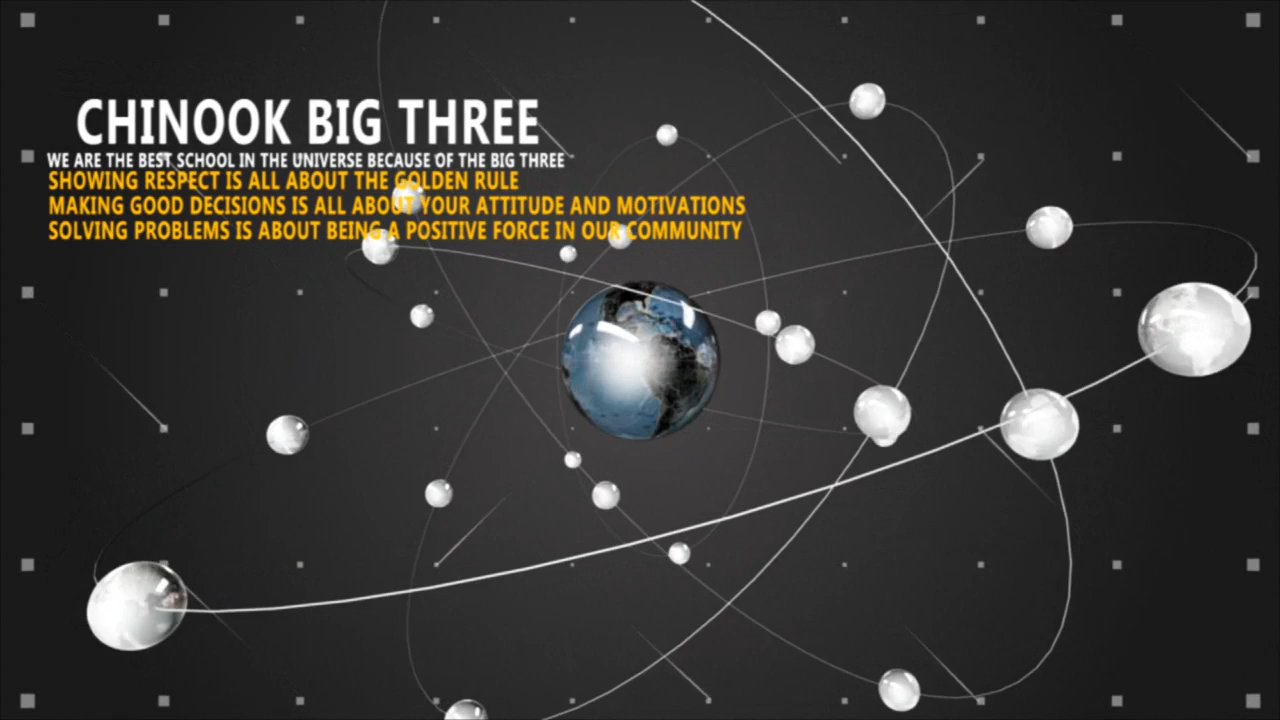 CHINOOK BIG THREE
WE ARE THE BEST SCHOOL IN THE UNIVERSE BECAUSE OF THE BIG THREE
SHOWING RESPECT IS ALL ABOUT THE GOLDEN RULE
MAKING GOOD DECISIONS IS ALL ABOUT YOUR ATTITUDE AND MOTIVATIONS
SOLVING PROBLEMS IS ABOUT BEING A POSITIVE FORCE IN OUR COMMUNITY